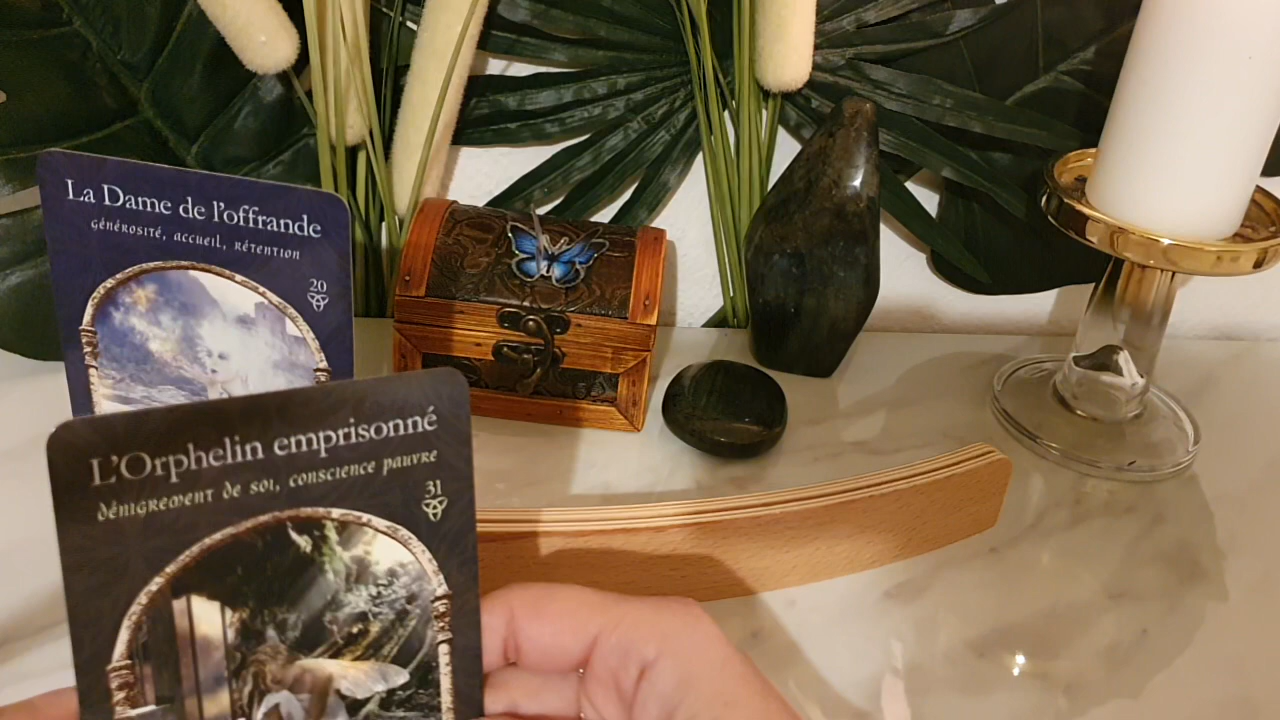 La Dame de l'offrande
générosité, accueil, rétention
20
L'Orphelin emprisonné
dénigrement de soi, conscience pauvre
31